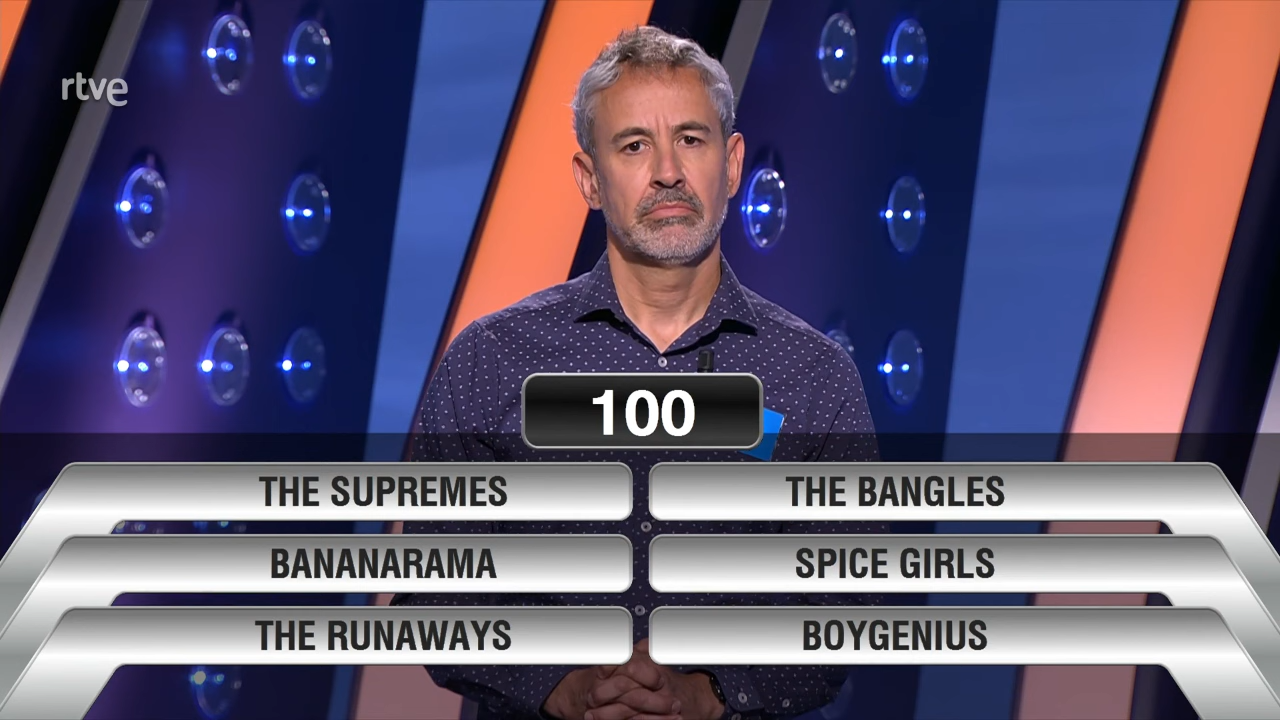 rtve
100
THE SUPREMES
THE BANGLES
BANANARAMA
SPICE GIRLS
THE RUNAWAYS
BOYGENIUS